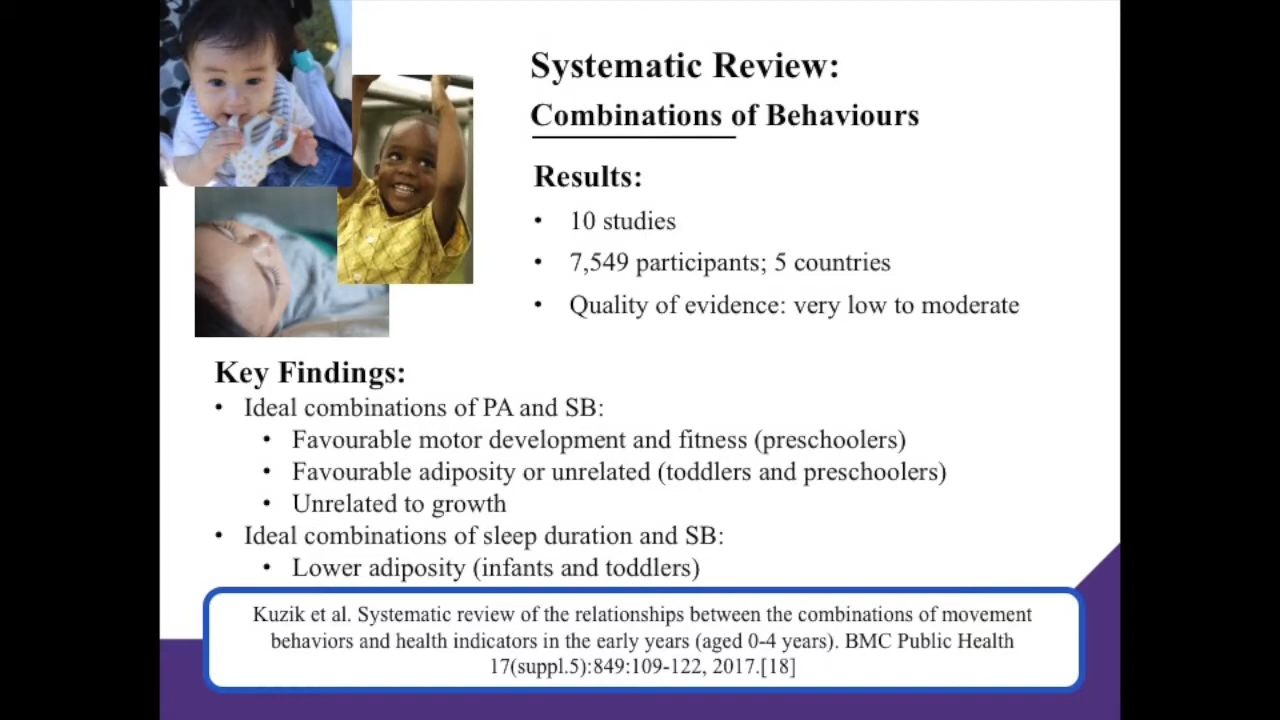 Systematic Review:
Combinations of Behaviours
Results:
• 10 studies
• 7,549 participants; 5 countries
• Quality of evidence: very low to moderate
Key Findings:
• Ideal combinations of PA and SB:
• Favourable motor development and fitness (preschoolers)
• Favourable adiposity or unrelated (toddlers and preschoolers)
• Unrelated to growth
• Ideal combinations of sleep duration and SB:
• Lower adiposity (infants and toddlers)
Kuzik et al. Systematic review of the relationships between the combinations of movement
behaviors and health indicators in the early years (aged 0-4 years). BMC Public Health
17(suppl.5):849:109-122, 2017.[18]